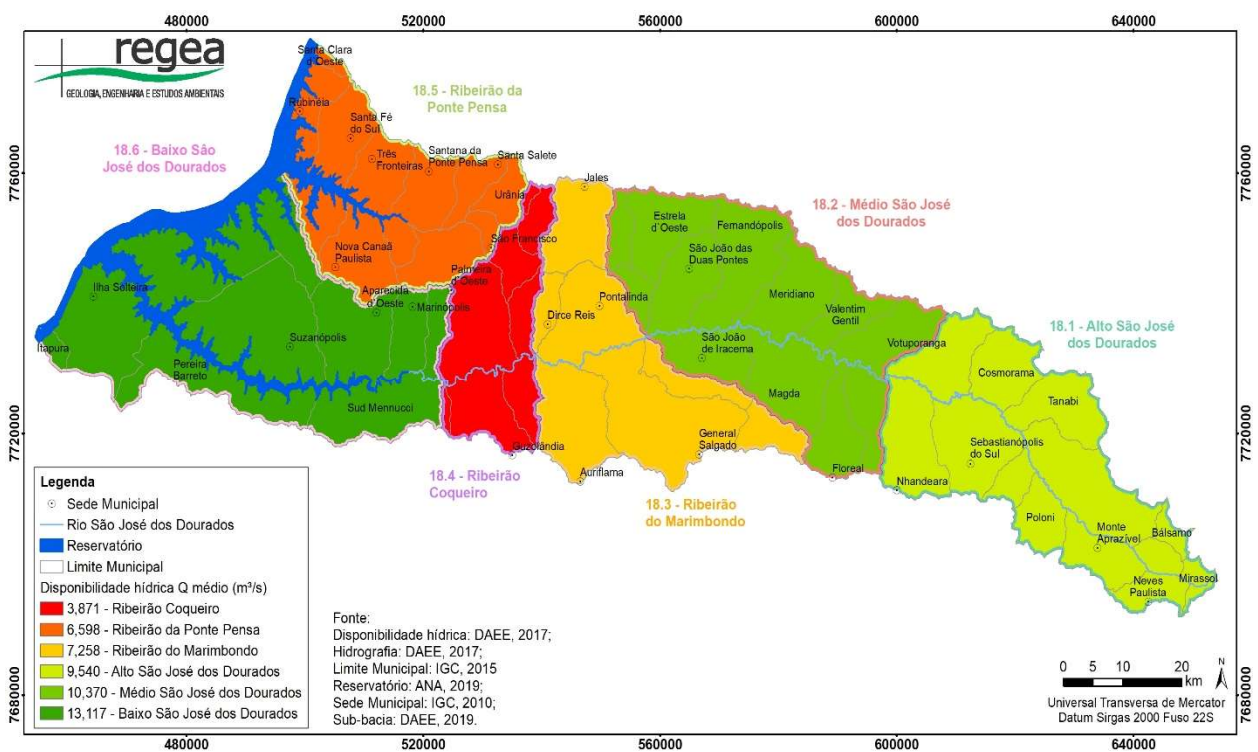 480000
520000
560000
600000
640000
regea
GEOLOGIA, ENGENHARIA E ESTUDOS AMBIENTAIS
Santa Clara
d´Oeste
18.5 - Ribeirão da
Ponte Pensa
Rubinéia
Santa Fé
do Sul
18.6 - Baixo São
José dos Dourados
Três
Fronteiras
Santana da
Ponte Pensa
Santa Salete
7760000
7760000
Jales
Urânia
18.2 - Médio São José
dos Dourados
Estrela
d´Oeste
Fernandópolis
São Francisco
São João das
Duas Pontes
Nova Canaã
Paulista
Palmeira
d´Oeste
Ilha Solteira
Aparecida
d´Oeste
Marinópolis
Meridiano
Pontalinda
Valentim
Gentil
Dirce Reis
18.1 - Alto São José
dos Dourados
Itapura
Suzanápolis
São João
de Iracema
Votuporanga
Pereira
Barreto
Cosmorama
Magda
Tanabi
Sud Mennucci
7720000
7720000
General
Salgado
Sebastianópolis
do Sul
Guzolândia
18.4 - Ribeirão
Coqueiro
Auriflama
Floreal
Nhandeara
18.3 - Ribeirão
do Marimbondo
Poloni
Monte
Aprazível
Bálsamo
Neves
Paulista
Mirassol
Legenda
Sede Municipal
Rio São José dos Dourados
Reservatório
Limite Municipal
Disponibilidade hídrica Q médio (m³/s)
3,871 - Ribeirão Coqueiro
6,598 - Ribeirão da Ponte Pensa
7,258 - Ribeirão do Marimbondo
9,540 - Alto São José dos Dourados
10,370 - Médio São José dos Dourados
13,117 - Baixo São José dos Dourados
Fonte:
Disponibilidade hídrica: DAEE, 2017;
Hidrografia: DAEE, 2017;
Limite Municipal: IGC, 2015
Reservatório: ANA, 2019;
Sede Municipal: IGC, 2010;
Sub-bacia: DAEE, 2019.
0 5 10 20
km
N
Universal Transversa de Mercator
Datum Sirgas 2000 Fuso 22S
7680000
7680000
480000
520000
560000
600000
640000